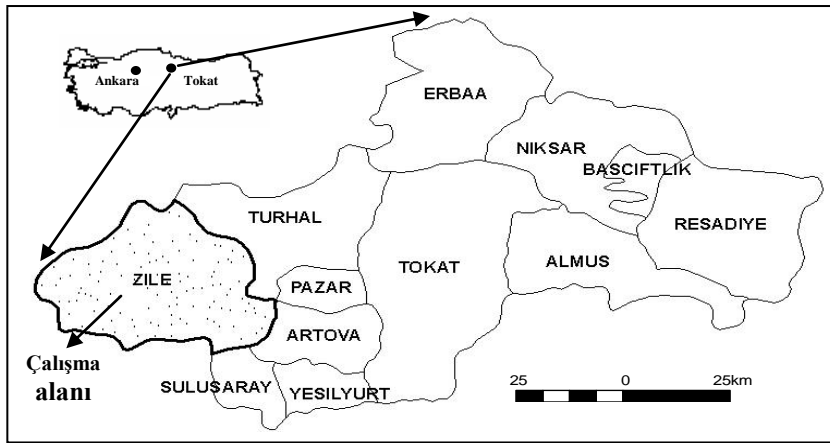 Ankara
Tokat
ERBAA
NIKSAR
BASCIFTLIK
RESADIYE
TURHAL
ZILE
TOKAT
ALMUS
PAZAR
ARTOVA
Çalışma
alanı
SULUSARAY
YESILYURT
25 0 25km